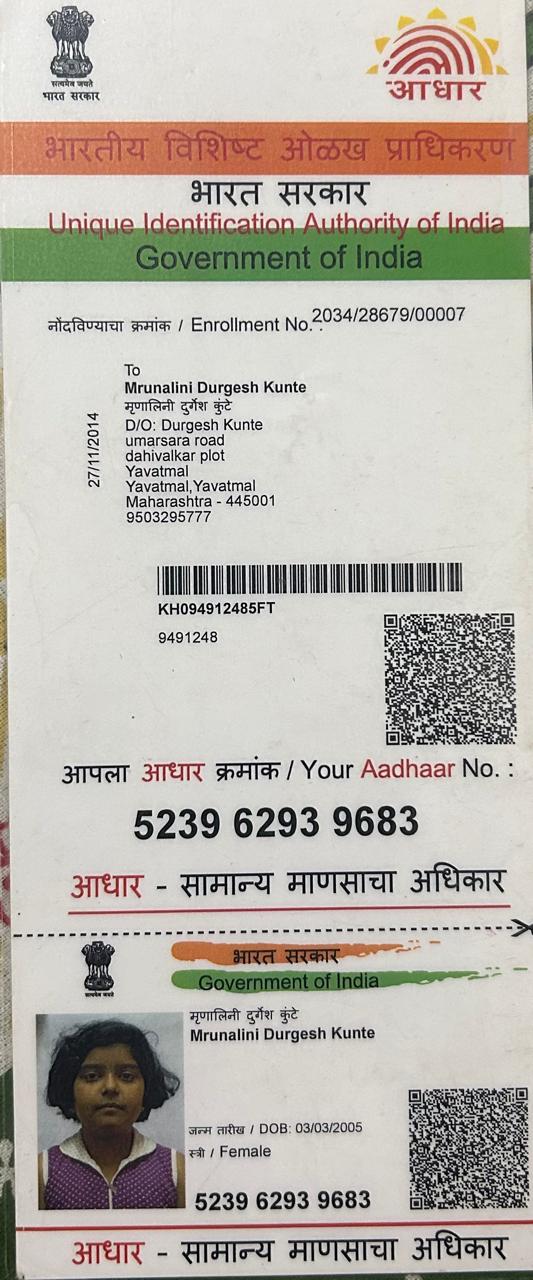 सत्यमेव जयते
भारत सरकार
आधार
भारतीय विशिष्ट ओळख प्राधिकरण
भारत सरकार
Unique Identification Authority of India
Government of India
नोंदविण्याचा क्रमांक / Enrollment No. : 2034/28679/00007
27/11/2014
To
Mrunalini Durgesh Kunte
मृणालिनी दुर्गेश कुंटे
D/O: Durgesh Kunte
umarsara road
dahivalkar plot
Yavatmal
Yavatmal,Yavatmal
Maharashtra - 445001
9503295777
KH094912485FT
9491248
आपला आधार क्रमांक / Your Aadhaar No. :
5239 6293 9683
आधार - सामान्य माणसाचा अधिकार
सत्यमेव जयते
भारत सरकार
Government of India
मृणालिनी दुर्गेश कुंटे
Mrunalini Durgesh Kunte
जन्म तारीख / DOB: 03/03/2005
स्त्री / Female
5239 6293 9683
आधार - सामान्य माणसाचा अधिकार